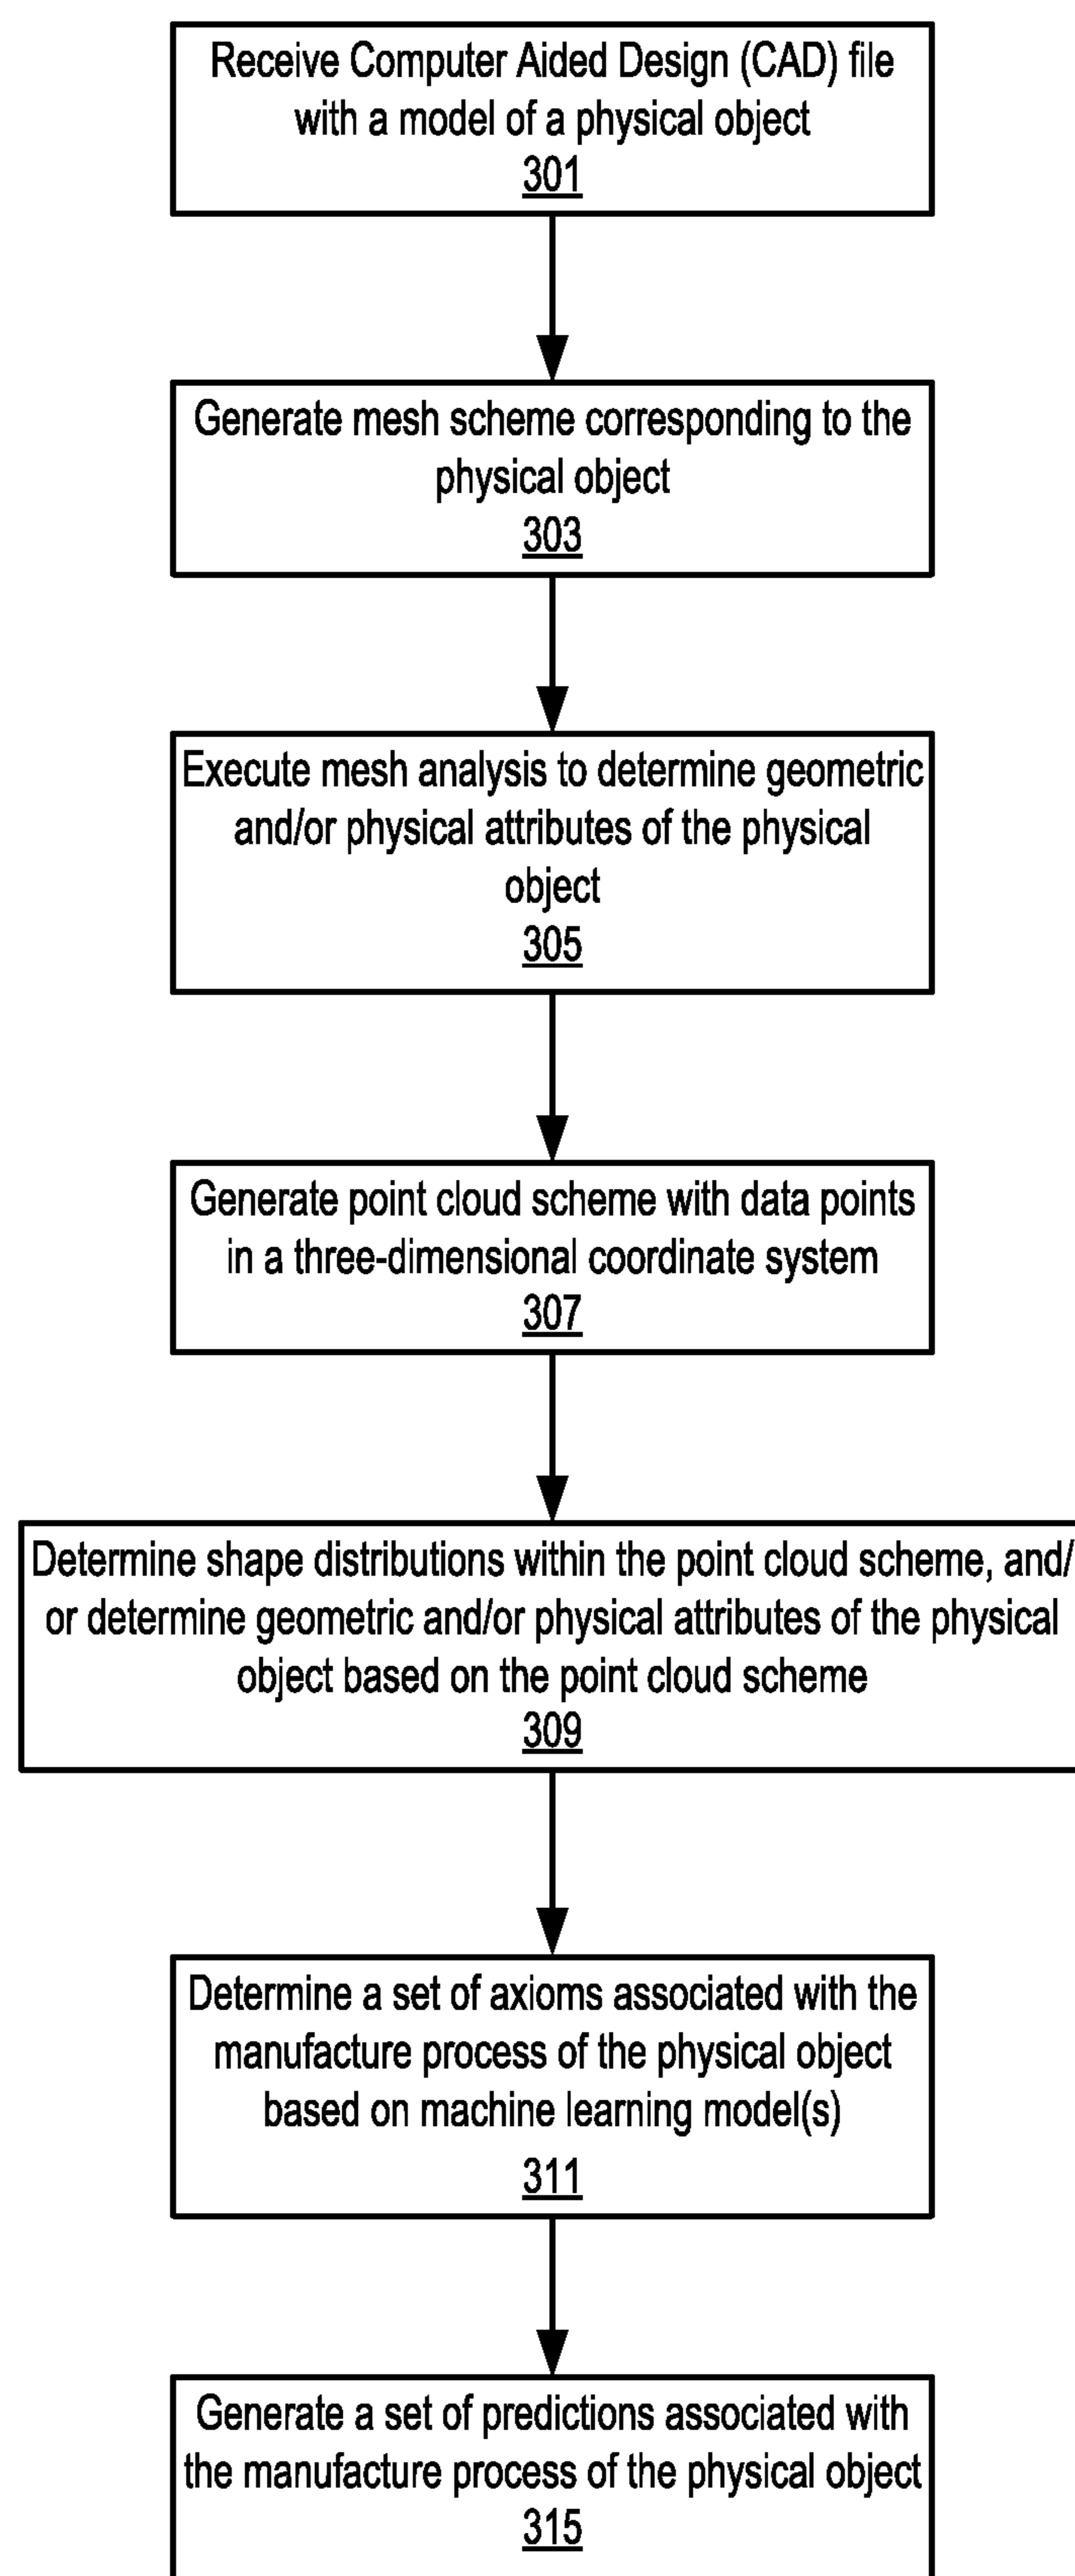 Receive Computer Aided Design (CAD) file
with a model of a physical object
301
Generate mesh scheme corresponding to the
physical object
303
Execute mesh analysis to determine geometric
and/or physical attributes of the physical
object
305
Generate point cloud scheme with data points
in a three-dimensional coordinate system
307
Determine shape distributions within the point cloud scheme, and/
or determine geometric and/or physical attributes of the physical
object based on the point cloud scheme
309
Determine a set of axioms associated with the
manufacture process of the physical object
based on machine learning model(s)
311
Generate a set of predictions associated with
the manufacture process of the physical object
315